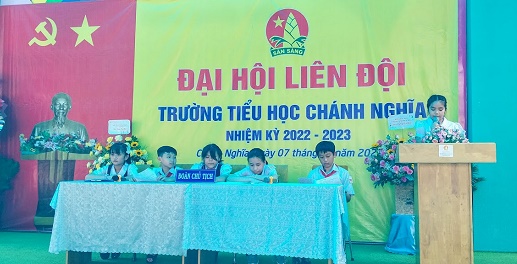 SẴN SÀNG
ĐẠI HỘI LIÊN ĐỘI
TRƯỜNG TIỂU HỌC CHÁNH NGHĨA
NHIỆM KỲ 2022 - 2023
Nghĩa, ngày 07 tháng
ĐOÀN CHỦ TỊCH